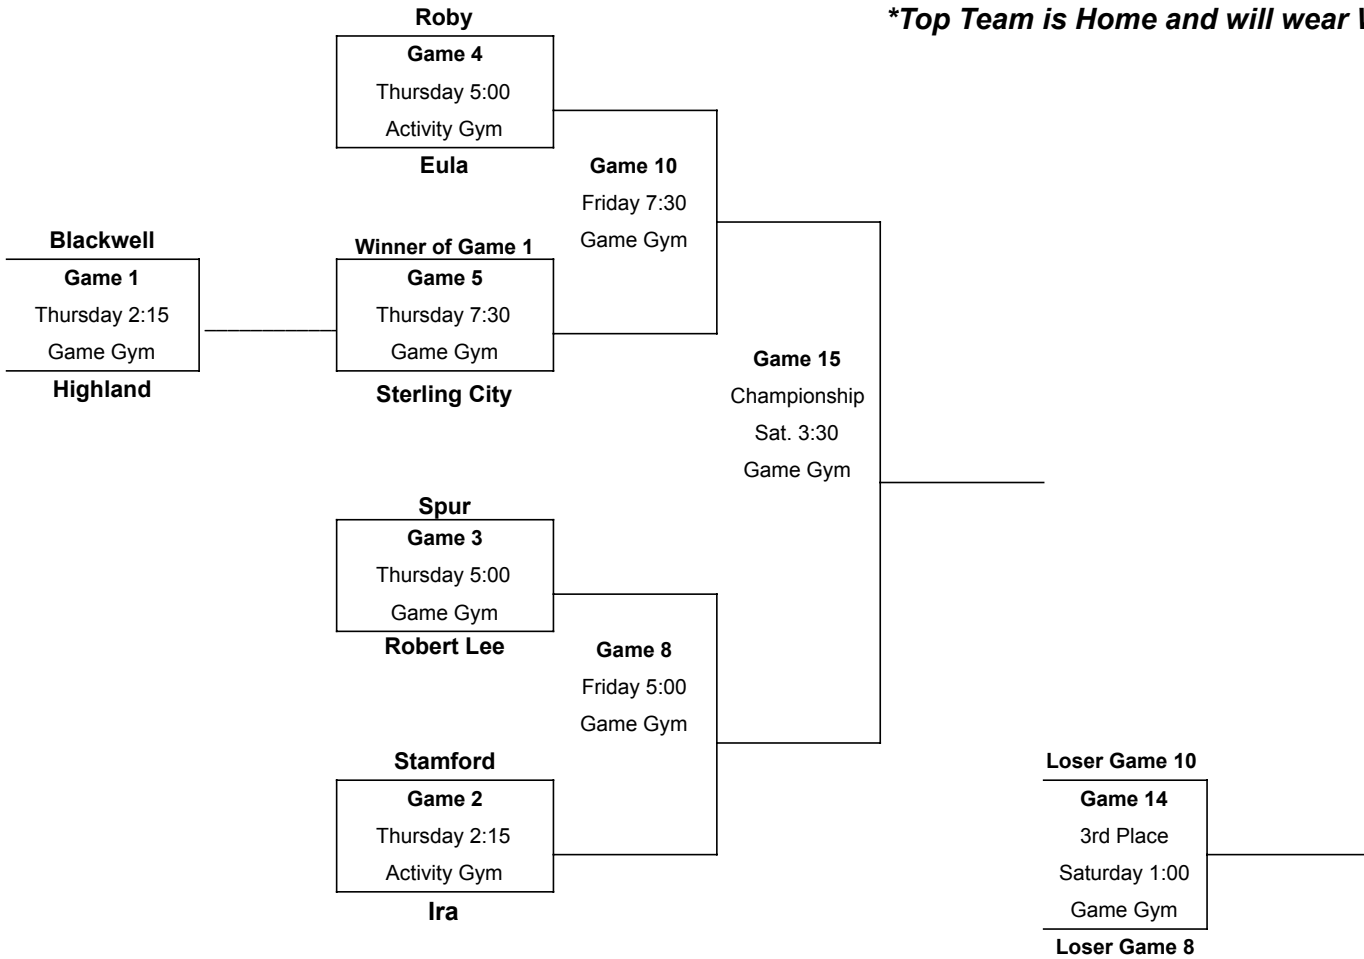 Roby
*Top Team is Home and will wear
Game 4
Thursday 5:00
Activity Gym
Eula
Game 10
Friday 7:30
Game Gym
Blackwell
Game 1
Thursday 2:15
Game Gym
Highland
Winner of Game 1
Game 5
Thursday 7:30
Game Gym
Sterling City
Game 15
Championship
Sat. 3:30
Game Gym
Spur
Game 3
Thursday 5:00
Game Gym
Robert Lee
Game 8
Friday 5:00
Game Gym
Stamford
Game 2
Thursday 2:15
Activity Gym
Ira
Loser Game 10
Game 14
3rd Place
Saturday 1:00
Game Gym
Loser Game 8